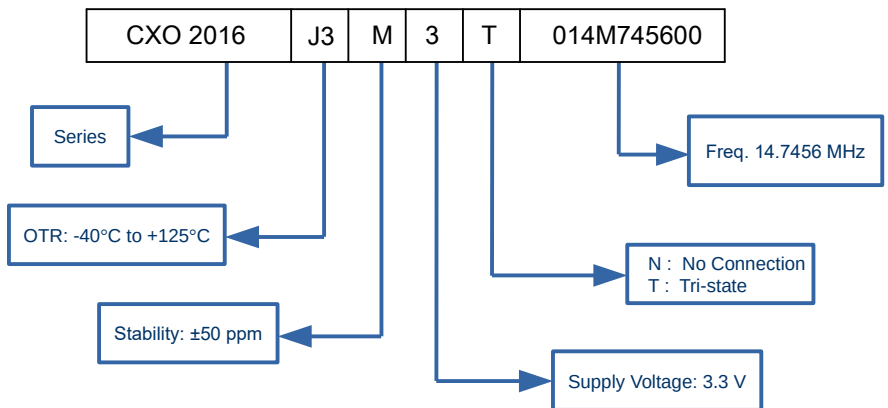 CXO 2016 J3 M 3 T 014M745600
Series
Freq. 14.7456 MHz
OTR: -40°C to +125°C
N : No Connection
T : Tri-state
Stability: ±50 ppm
Supply Voltage: 3.3 V